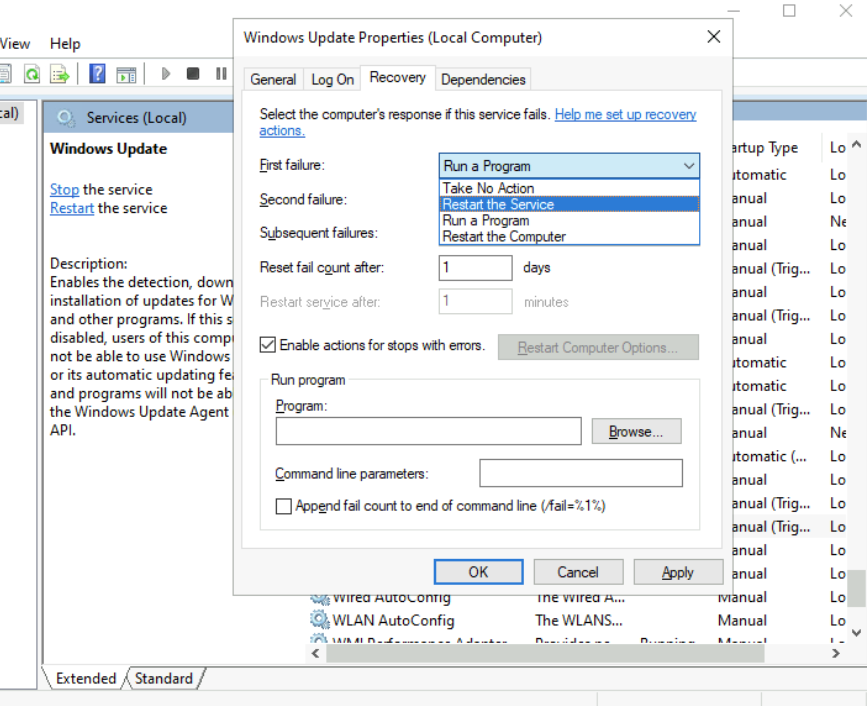 View Help
Windows Update Properties (Local Computer)
General Log On Recovery Dependencies
Select the computer's response if this service fails. Help me set up recovery
actions.
First failure: Run a Program
Take No Action
Restart the Service
Run a Program
Restart the Computer
Second failure:
Subsequent failures:
Reset fail count after: 1 days
Restart service after: 1 minutes
Enable actions for stops with errors. Restart Computer Options...
Run program
Program:
Browse...
Command line parameters:
Append fail count to end of command line (/fail=%1%)
OK Cancel Apply
cal)
Services (Local)
Windows Update
Stop the service
Restart the service
Description:
Enables the detection, down
installation of updates for W
and other programs. If this s
disabled, users of this compu
not be able to use Windows
or its automatic updating fea
and programs will not be ab
the Windows Update Agent
API.
artup Type Lo
utomatic Lo
anual Lo
anual Ne
anual Lo
anual (Trig... Lo
anual Lo
anual (Trig... Lo
anual Lo
utomatic Lo
utomatic Lo
anual (Trig... Lo
anual Ne
utomatic (... Lo
anual Lo
anual (Trig... Lo
anual (Trig... Lo
anual Lo
anual Lo
Wired AutoConfig The Wired A... Manual Lo
WLAN AutoConfig The WLANS... Manual Lo
WMI Performance Adapter Provides pe... Running Manual Lo
Extended Standard